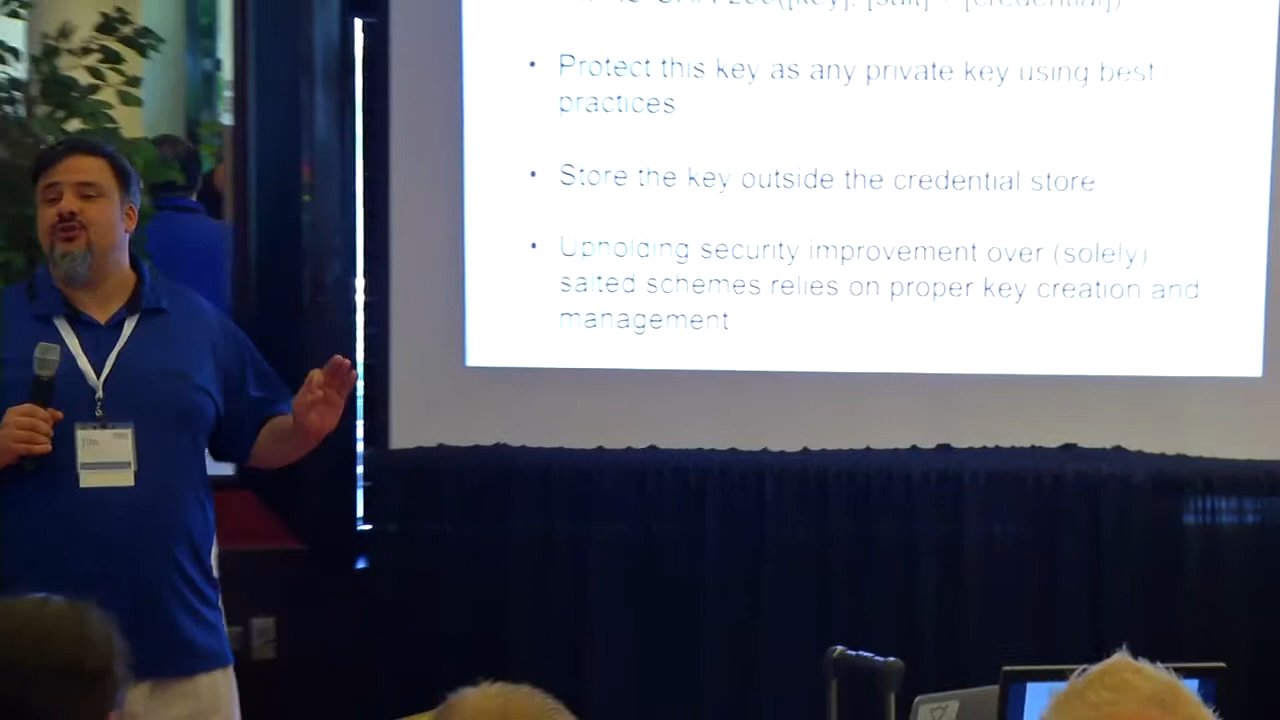 • Protect this key as any private key using best
practices
• Store the key outside the credential store
• Upholding security improvement over (solely)
salted schemes relies on proper key creation and
management
Jim